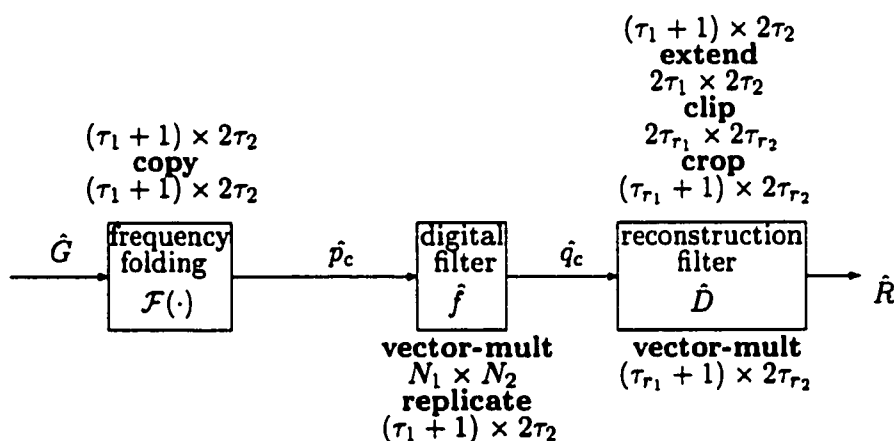 (τ₁ + 1) × 2τ₂
extend
2τ₁ × 2τ₂
clip
2τᵣ₁ × 2τᵣ₂
crop
(τᵣ₁ + 1) × 2τᵣ₂
(τ₁ + 1) × 2τ₂
copy
(τ₁ + 1) × 2τ₂
Ĝ
frequency
folding
ℱ(·)
p̂_c
digital
filter
f̂
q̂_c
reconstruction
filter
D̂
R̂
vector-mult
N₁ × N₂
replicate
(τ₁ + 1) × 2τ₂
vector-mult
(τᵣ₁ + 1) × 2τᵣ₂